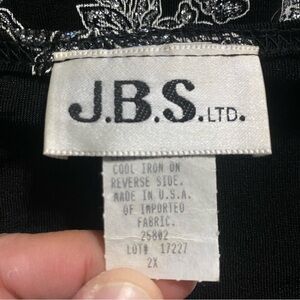 J.B.S. LTD.
COOL IRON ON
REVERSE SIDE.
MADE IN U.S.A.
OF IMPORTED
FABRIC.
25802
LOT# 17227
2X